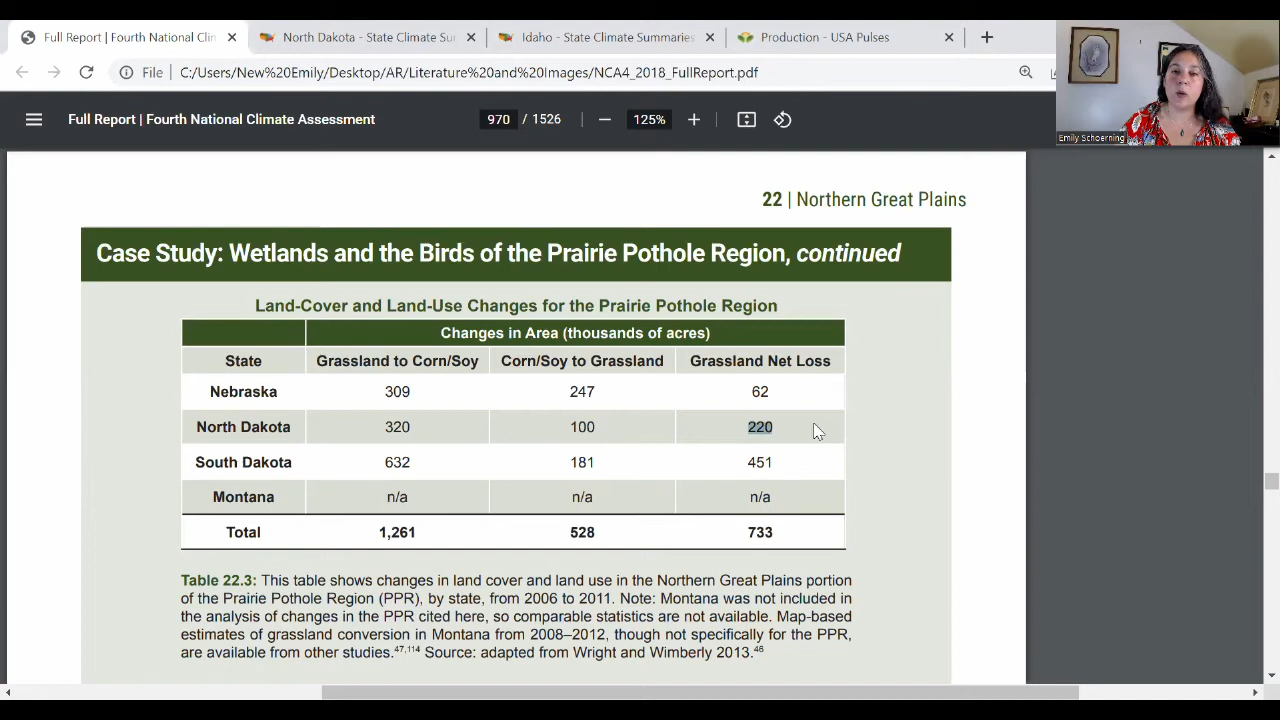 Full Report | Fourth National Clin
North Dakota - State Climate Sur
Idaho - State Climate Summaries
Production - USA Pulses
File
C:/Users/New%20Emily/Desktop/AR/Literature%20and%20Images/NCA4_2018_FullReport.pdf
Full Report | Fourth National Climate Assessment
970 / 1526
125%
Emily Schoerning
22 | Northern Great Plains
Case Study: Wetlands and the Birds of the Prairie Pothole Region, continued
Land-Cover and Land-Use Changes for the Prairie Pothole Region
Changes in Area (thousands of acres)
State Grassland to Corn/Soy Corn/Soy to Grassland Grassland Net Loss
Nebraska 309 247 62
North Dakota 320 100 220
South Dakota 632 181 451
Montana n/a n/a n/a
Total 1,261 528 733
Table 22.3: This table shows changes in land cover and land use in the Northern Great Plains portion
of the Prairie Pothole Region (PPR), by state, from 2006 to 2011. Note: Montana was not included in
the analysis of changes in the PPR cited here, so comparable statistics are not available. Map-based
estimates of grassland conversion in Montana from 2008–2012, though not specifically for the PPR,
are available from other studies.47,114 Source: adapted from Wright and Wimberly 2013.46